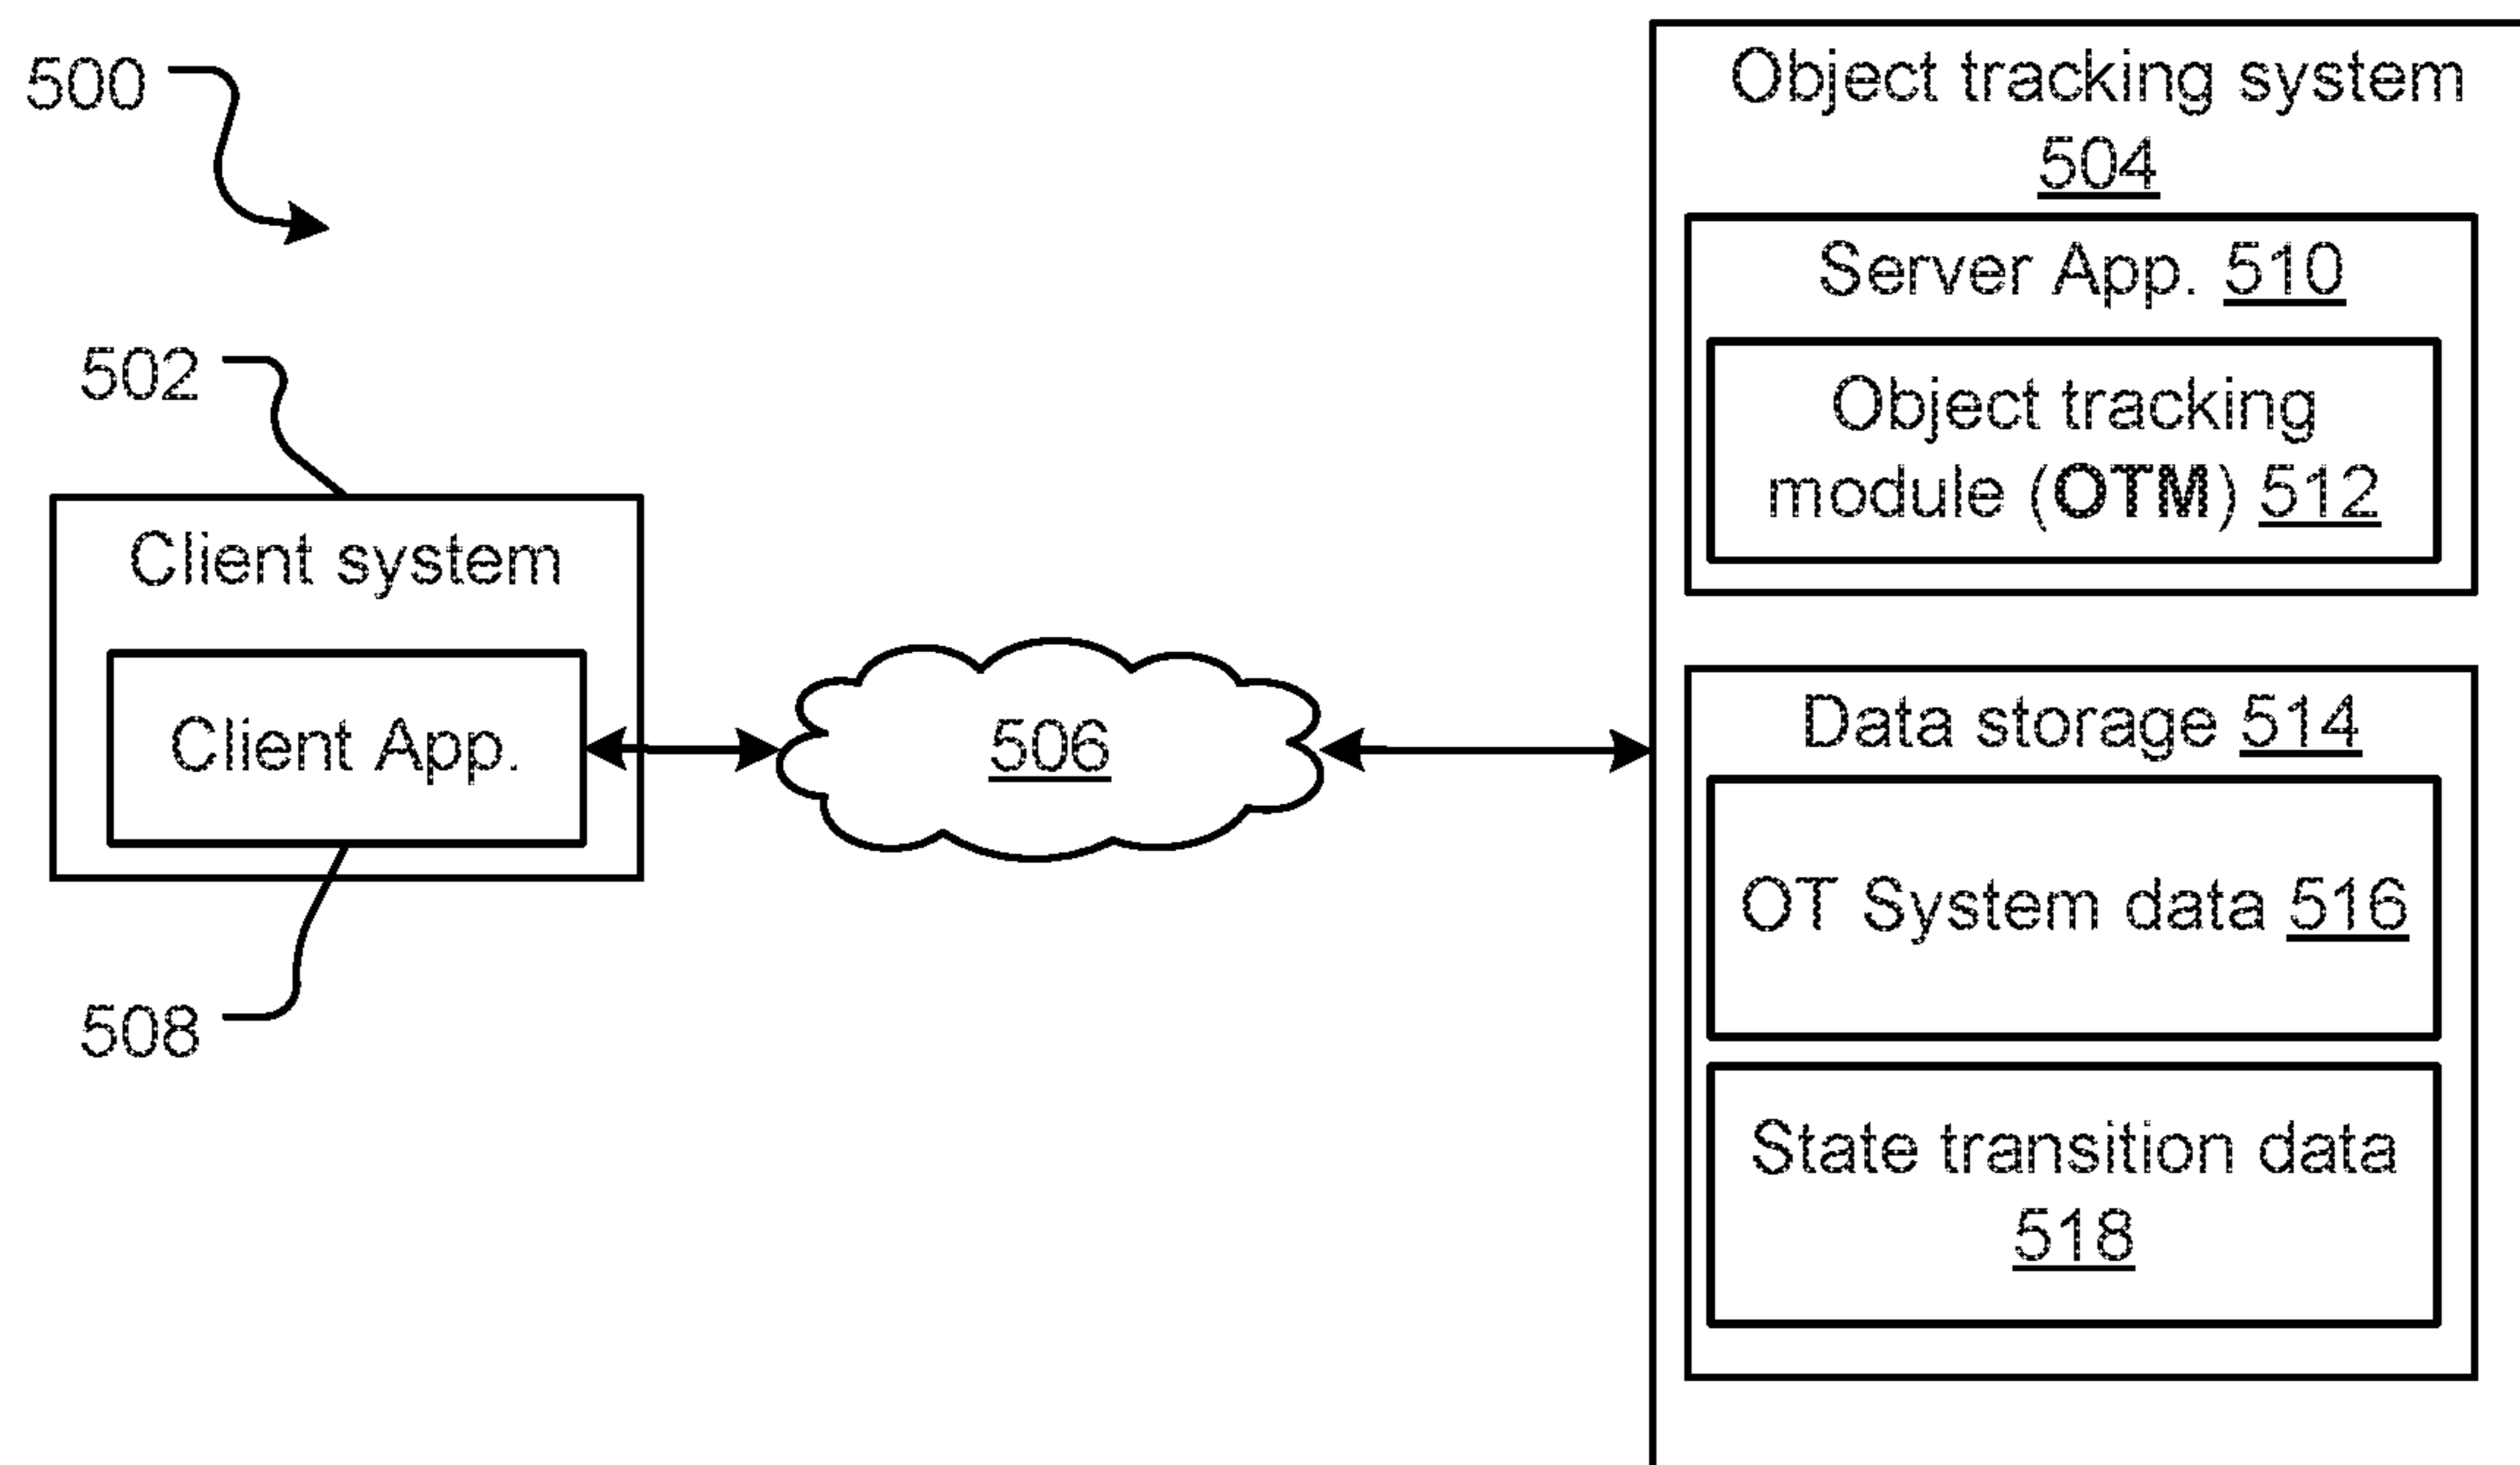 500
502
Client system
Client App.
508
506
Object tracking system
504
Server App. 510
Object tracking
module (OTM) 512
Data storage 514
OT System data 516
State transition data
518